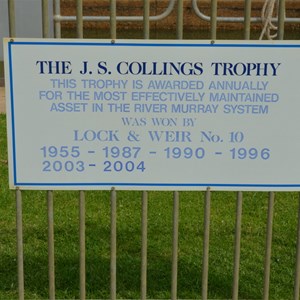 THE J. S. COLLINGS TROPHY
THIS TROPHY IS AWARDED ANNUALLY
FOR THE MOST EFFECTIVELY MAINTAINED
ASSET IN THE RIVER MURRAY SYSTEM
WAS WON BY
LOCK & WEIR No. 10
1955 - 1987 - 1990 - 1996
2003 - 2004